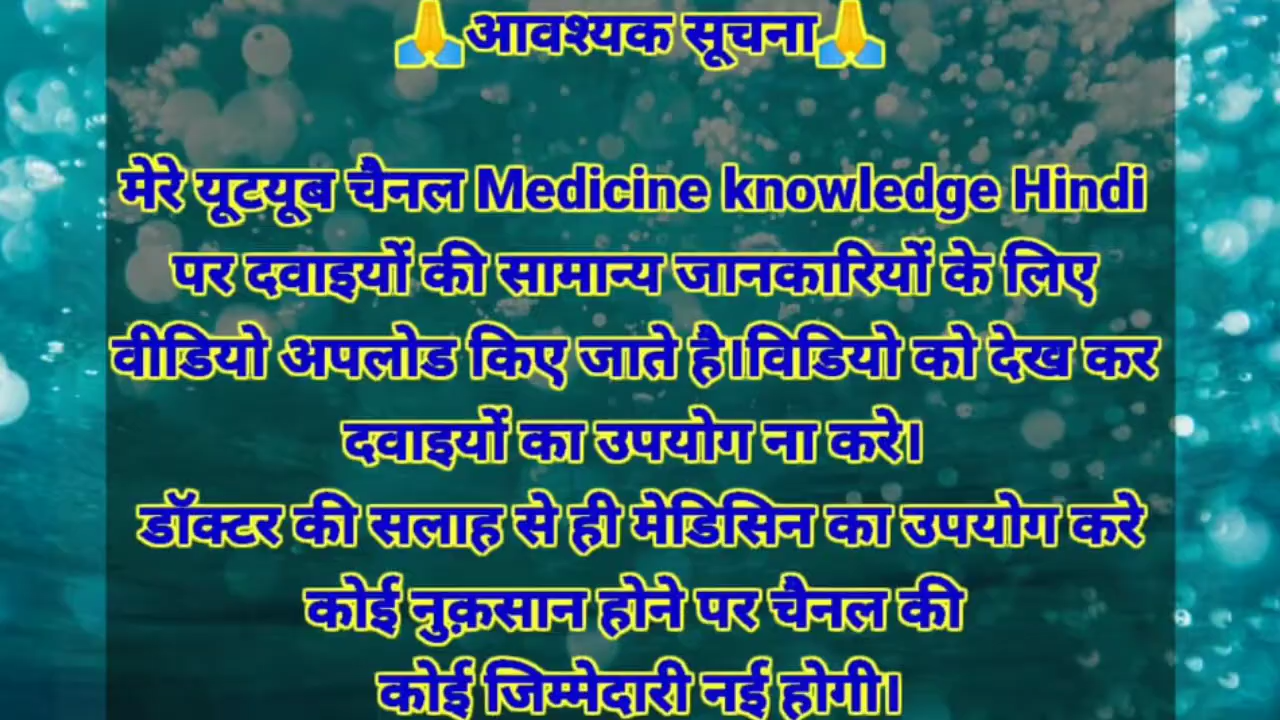 🙏आवश्यक सूचना🙏
मेरे यूटयूब चैनल Medicine knowledge Hindi
पर दवाइयों की सामान्य जानकारियों के लिए
वीडियो अपलोड किए जाते है।विडियो को देख कर
दवाइयों का उपयोग ना करे।
डॉक्टर की सलाह से ही मेडिसिन का उपयोग करे
कोई नुक़सान होने पर चैनल की
कोई जिम्मेदारी नई होगी।